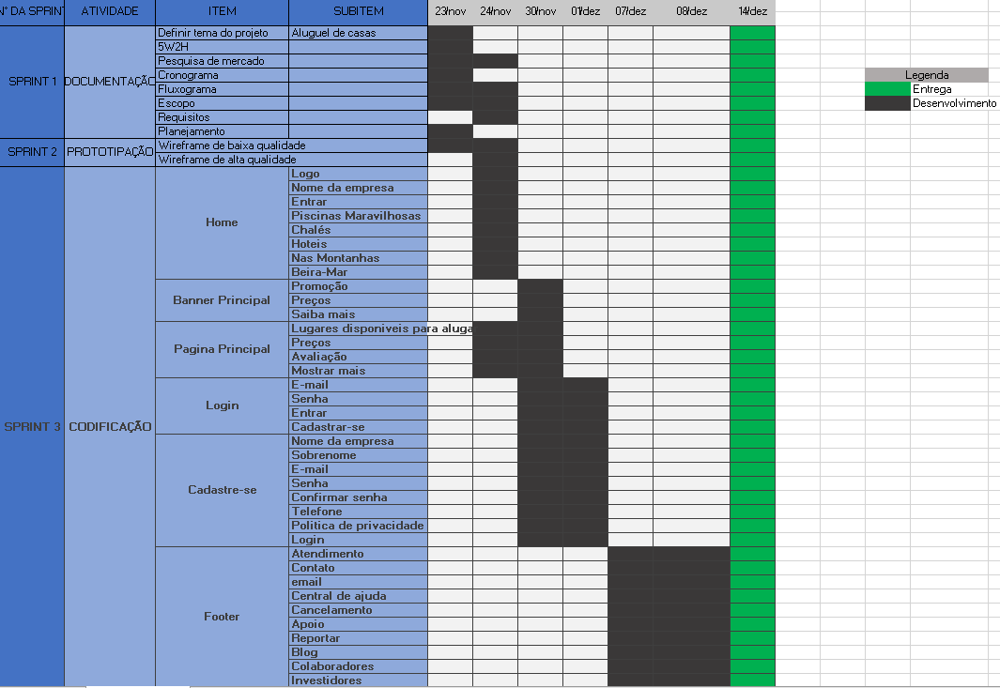 N° DA SPRINT ATIVIDADE ITEM SUBITEM 23/nov 24/nov 30/nov 01/dez 07/dez 08/dez 14/dez
SPRINT 1 DOCUMENTAÇÃO
Definir tema do projeto Aluguel de casas
5W2H
Pesquisa de mercado
Cronograma
Fluxograma
Escopo
Requisitos
Planejamento
SPRINT 2 PROTOTIPAÇÃO
Wireframe de baixa qualidade
Wireframe de alta qualidade
SPRINT 3 CODIFICAÇÃO
Home
Logo
Nome da empresa
Entrar
Piscinas Maravilhosas
Chalés
Hoteis
Nas Montanhas
Beira-Mar
Banner Principal
Promoção
Preços
Saiba mais
Pagina Principal
Lugares disponiveis para aluga
Preços
Avaliação
Mostrar mais
Login
E-mail
Senha
Entrar
Cadastrar-se
Cadastre-se
Nome da empresa
Sobrenome
E-mail
Senha
Confirmar senha
Telefone
Politica de privacidade
Login
Footer
Atendimento
Contato
email
Central de ajuda
Cancelamento
Apoio
Reportar
Blog
Colaboradores
Investidores
Legenda
Entrega
Desenvolvimento